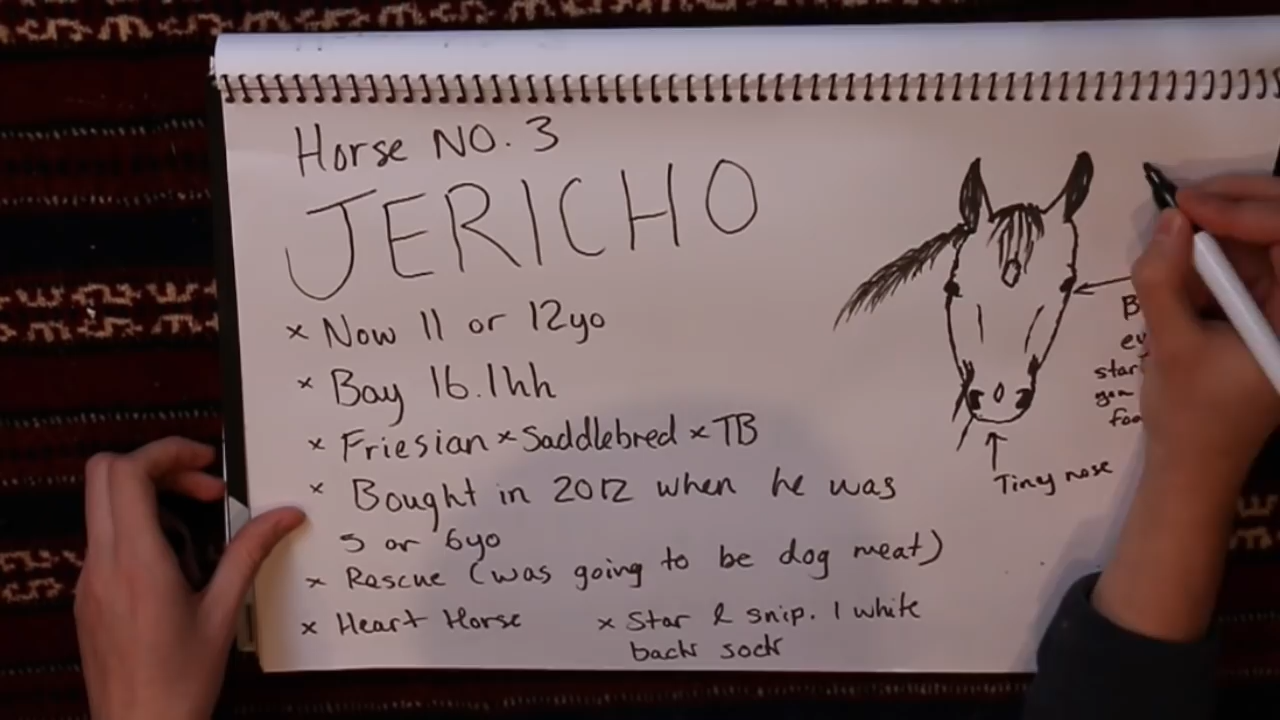 Horse NO. 3
JERICHO
x Now 11 or 12yo
x Bay 16.1hh
x Friesian x Saddlebred x TB
x Bought in 2012 when he was
5 or 6yo
x Rescue (was going to be dog meat)
x Heart Horse
x Star & snip. 1 white
back sock
star
Tiny nose